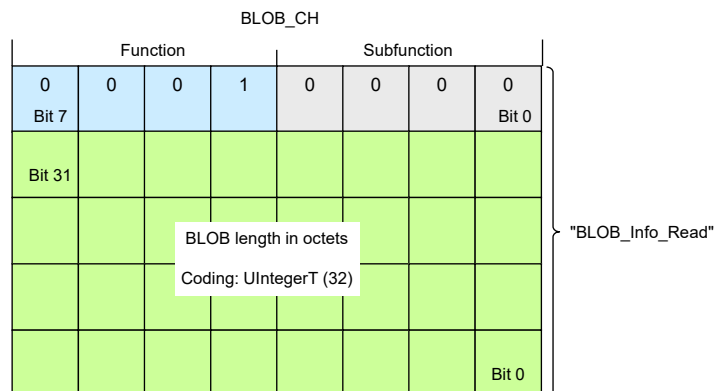 BLOB_CH
Function Subfunction
0 0 0 1 0 0 0 0
Bit 7 Bit 0
Bit 31
BLOB length in octets
"BLOB_Info_Read"
Coding: UIntegerT (32)
Bit 0